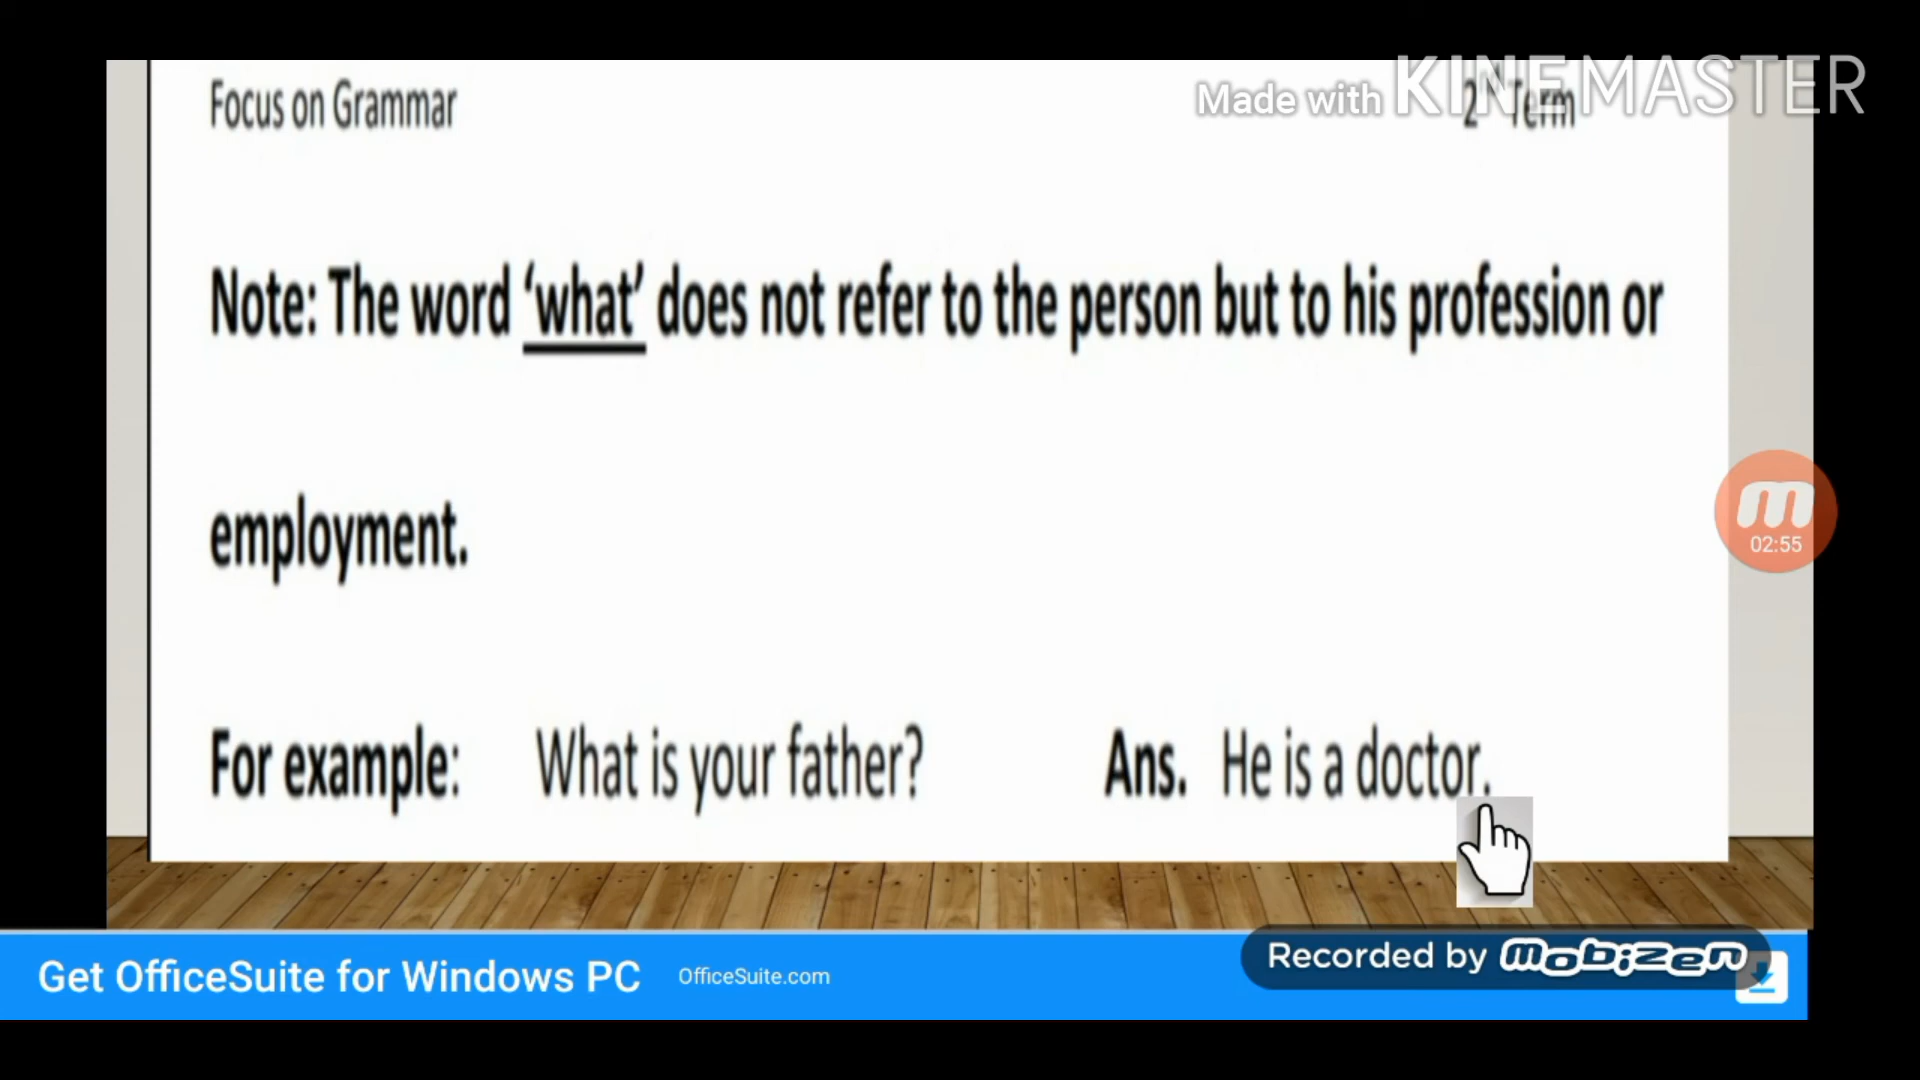 Focus on Grammar
Made with KINEMASTER
2nd Term
Note: The word ‘what’ does not refer to the person but to his profession or
employment.
02:55
For example: What is your father? Ans. He is a doctor.
Recorded by mobizen
Get OfficeSuite for Windows PC OfficeSuite.com